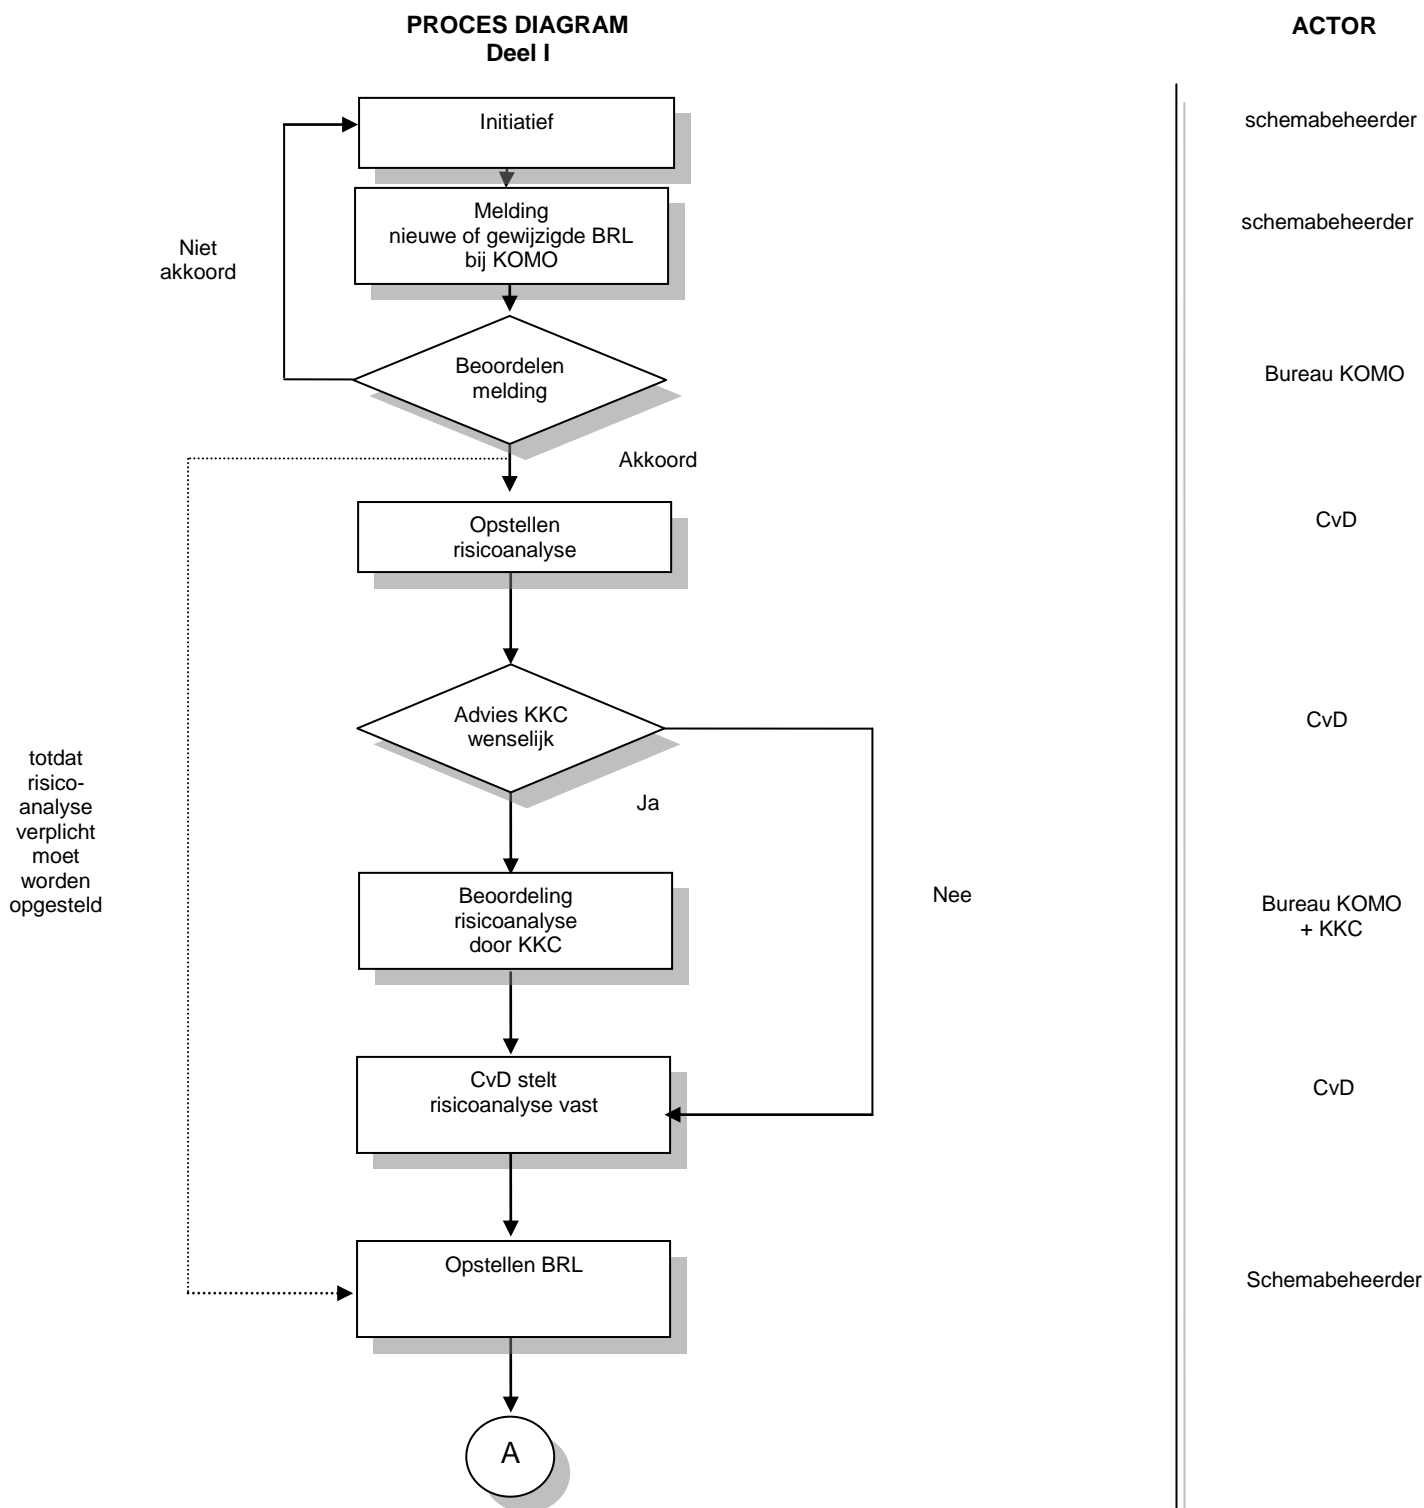 PROCES DIAGRAM
Deel I
ACTOR
Initiatief
schemabeheerder
Melding
nieuwe of gewijzigde BRL
bij KOMO
schemabeheerder
Niet
akkoord
Beoordelen
melding
Bureau KOMO
Akkoord
Opstellen
risicoanalyse
CvD
Advies KKC
wenselijk
CvD
totdat
risico-
analyse
verplicht
moet
worden
opgesteld
Ja
Beoordeling
risicoanalyse
door KKC
Nee
Bureau KOMO
+ KKC
CvD stelt
risicoanalyse vast
CvD
Opstellen BRL
Schemabeheerder
A